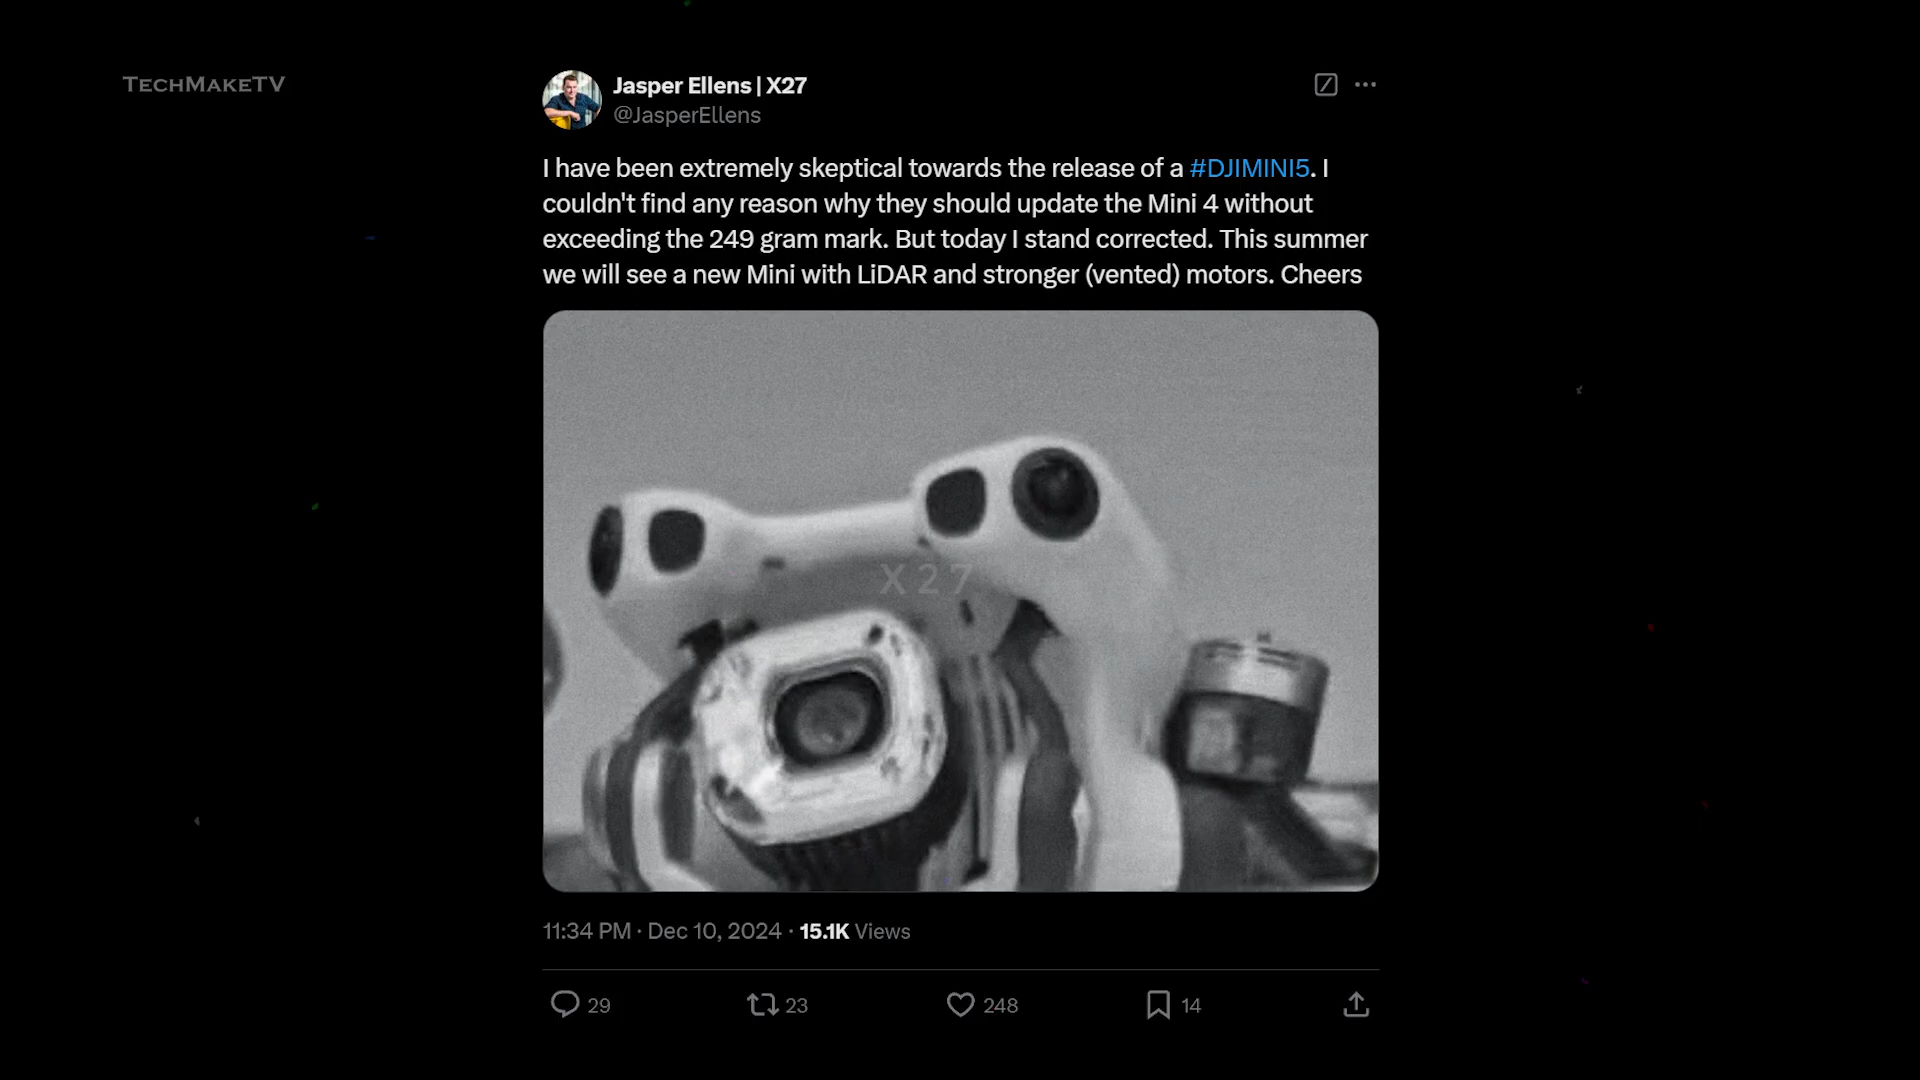 TECHMAKETV
Jasper Ellens | X27
@JasperEllens
I have been extremely skeptical towards the release of a #DJIMINI5. I
couldn't find any reason why they should update the Mini 4 without
exceeding the 249 gram mark. But today I stand corrected. This summer
we will see a new Mini with LiDAR and stronger (vented) motors. Cheers
X27
11:34 PM · Dec 10, 2024 · 15.1K Views
29 23 248 14